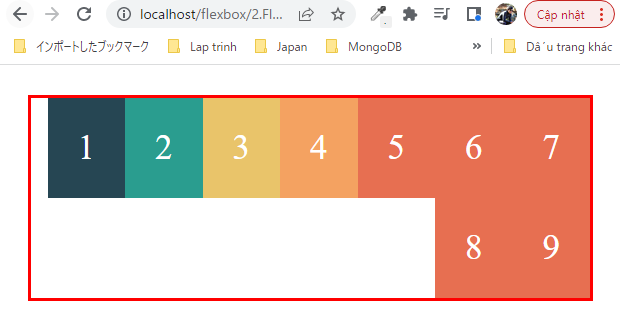 localhost/flexbox/2.Fl...
Cập nhật
インポートしたブックマーク
Lap trinh
Japan
MongoDB
»
Dấu trang khác
1 2 3 4 5 6 7
8 9